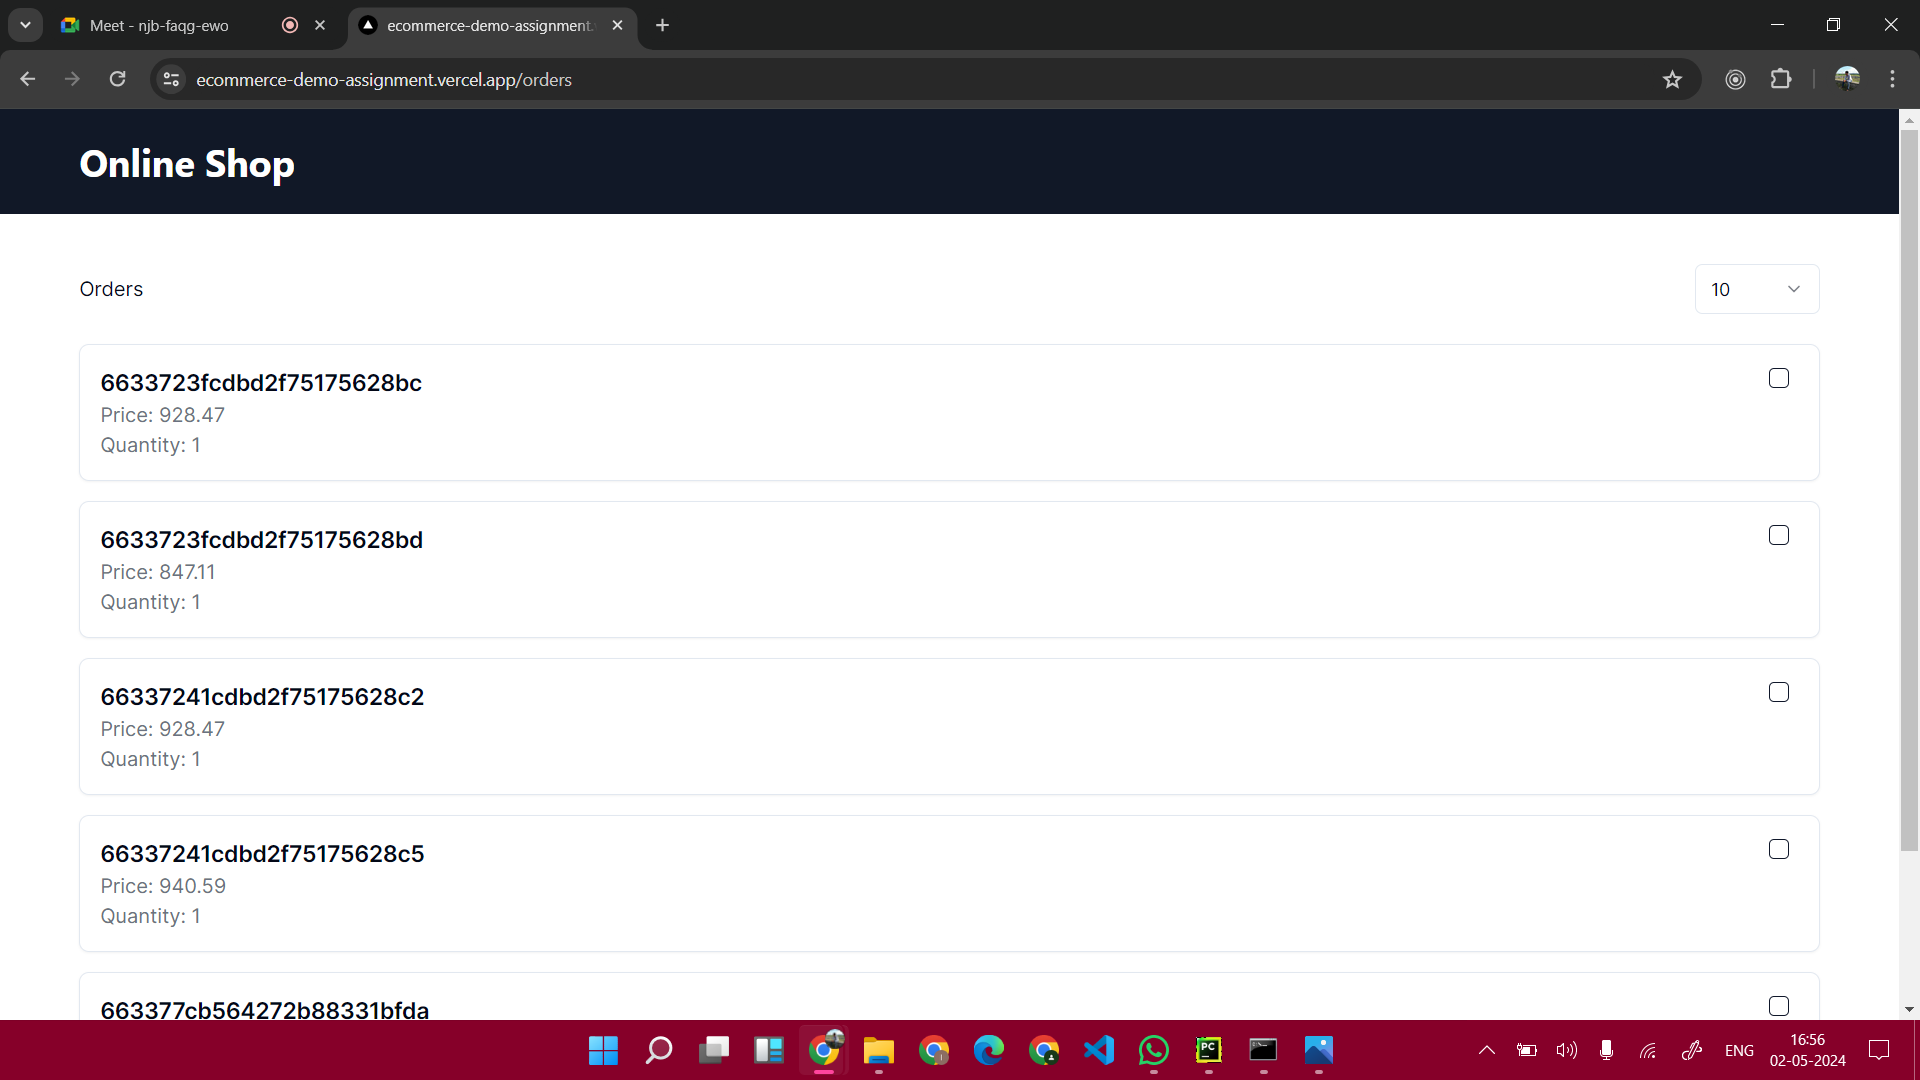 Meet - njb-faqg-ewo
ecommerce-demo-assignment.
ecommerce-demo-assignment.vercel.app/orders
Online Shop
Orders
10
6633723fcdbd2f75175628bc
Price: 928.47
Quantity: 1
6633723fcdbd2f75175628bd
Price: 847.11
Quantity: 1
66337241cdbd2f75175628c2
Price: 928.47
Quantity: 1
66337241cdbd2f75175628c5
Price: 940.59
Quantity: 1
663377cb564272b88331bfda
PC
ENG
16:56
02-05-2024